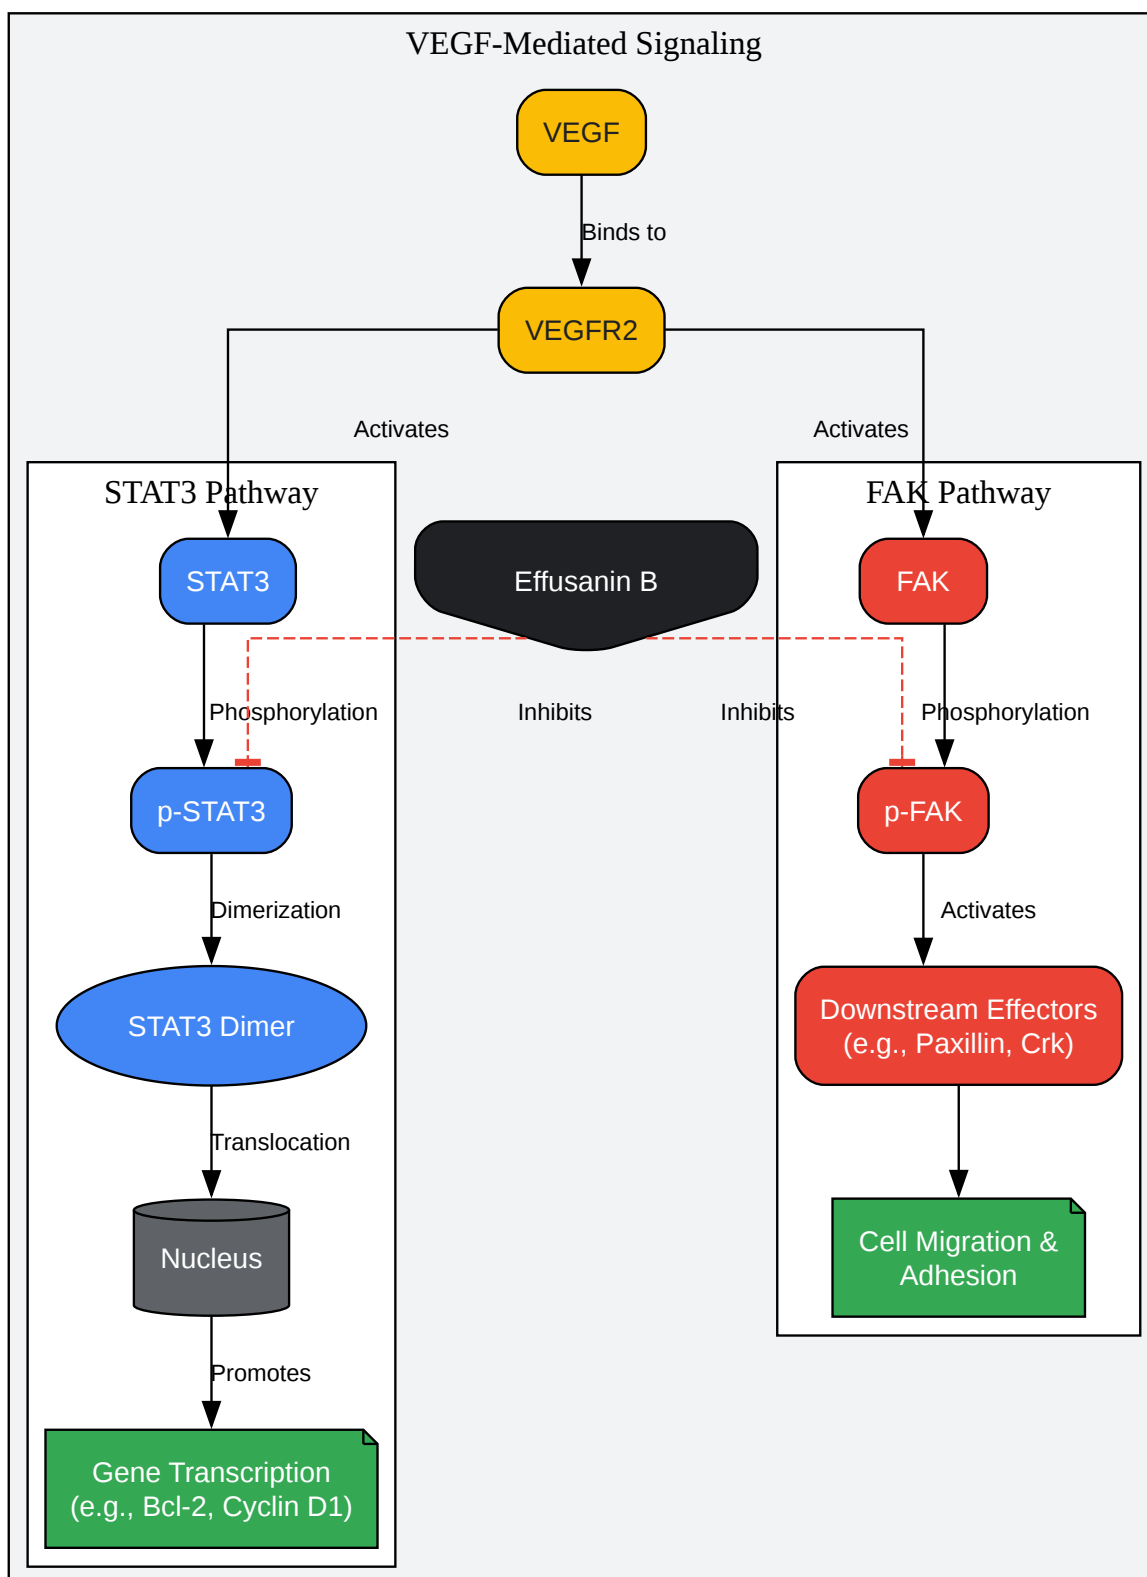 VEGF-Mediated Signaling
VEGF
Binds to
VEGFR2
Activates
Activates
STAT3 Pathway
FAK Pathway
STAT3
Effusanin B
FAK
Phosphorylation
Inhibits
Inhibits
Phosphorylation
p-STAT3
p-FAK
Dimerization
Activates
STAT3 Dimer
Downstream Effectors
(e.g., Paxillin, Crk)
Translocation
Nucleus
Cell Migration &
Adhesion
Promotes
Gene Transcription
(e.g., Bcl-2, Cyclin D1)